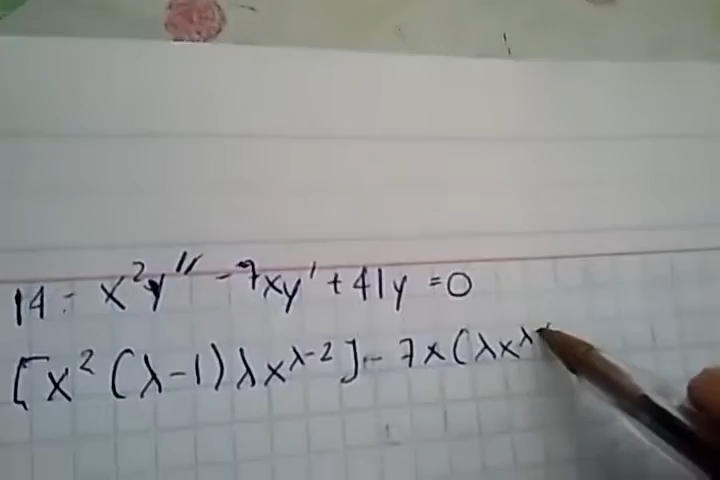 14.- x²y'' - 7xy' + 41y = 0
[x² (λ-1) λx^{λ-2}] - 7x (λx^λ